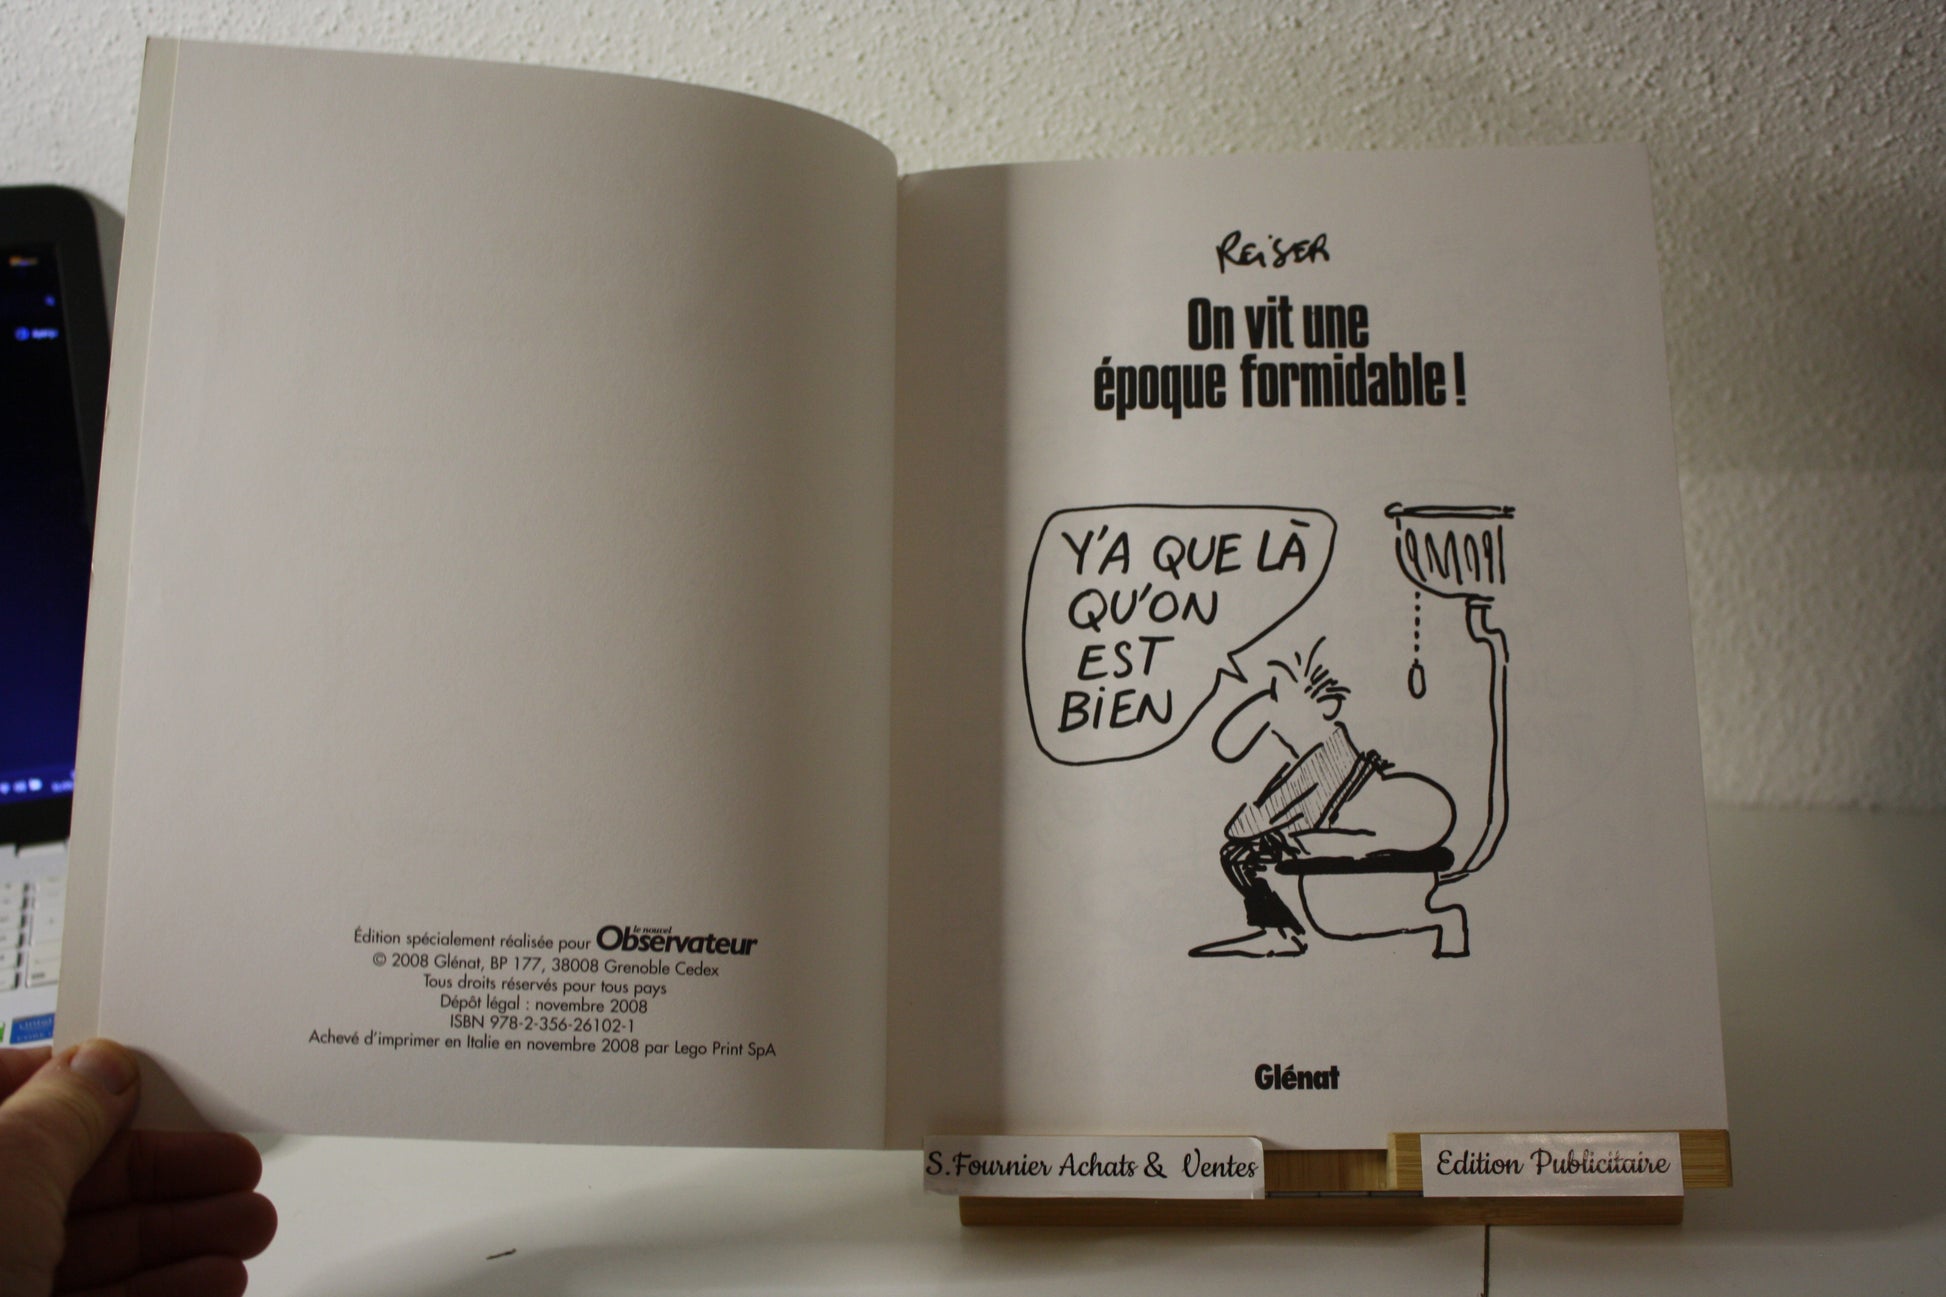 Édition spécialement réalisée pour le nouvel Observateur
© 2008 Glénat, BP 177, 38008 Grenoble Cedex
Tous droits réservés pour tous pays
Dépôt légal : novembre 2008
ISBN 978-2-356-26102-1
Achevé d'imprimer en Italie en novembre 2008 par Lego Print SpA
REISER
On vit une
époque formidable !
Y'A QUE LÀ
QU'ON
EST
BiEN
Glénat
S.Fournier Achats & Ventes
Edition Publicitaire